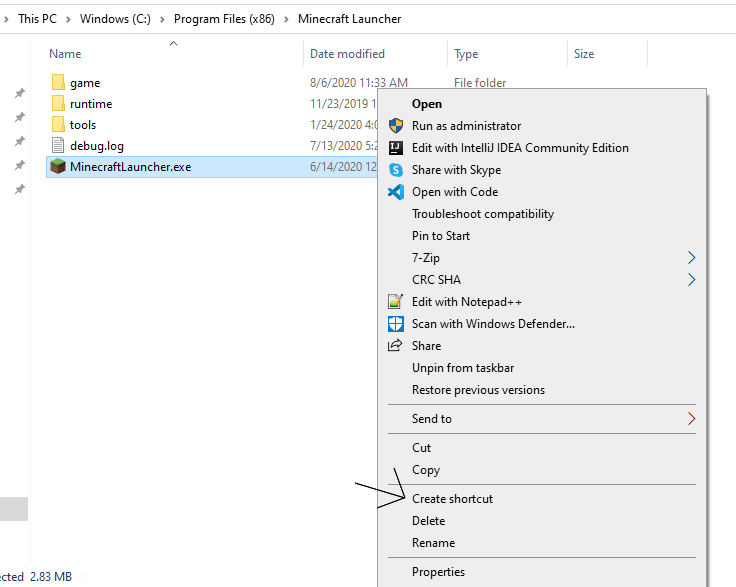 This PC > Windows (C:) > Program Files (x86) > Minecraft Launcher
Name Date modified Type Size
game 8/6/2020 11:33 AM File folder
runtime 11/23/2019 1
tools 1/24/2020 4:0
debug.log 7/13/2020 5:2
MinecraftLauncher.exe 6/14/2020 12
Open
Run as administrator
Edit with IntelliJ IDEA Community Edition
Share with Skype
Open with Code
Troubleshoot compatibility
Pin to Start
7-Zip
CRC SHA
Edit with Notepad++
Scan with Windows Defender...
Share
Unpin from taskbar
Restore previous versions
Send to
Cut
Copy
Create shortcut
Delete
Rename
Properties
ected 2.83 MB